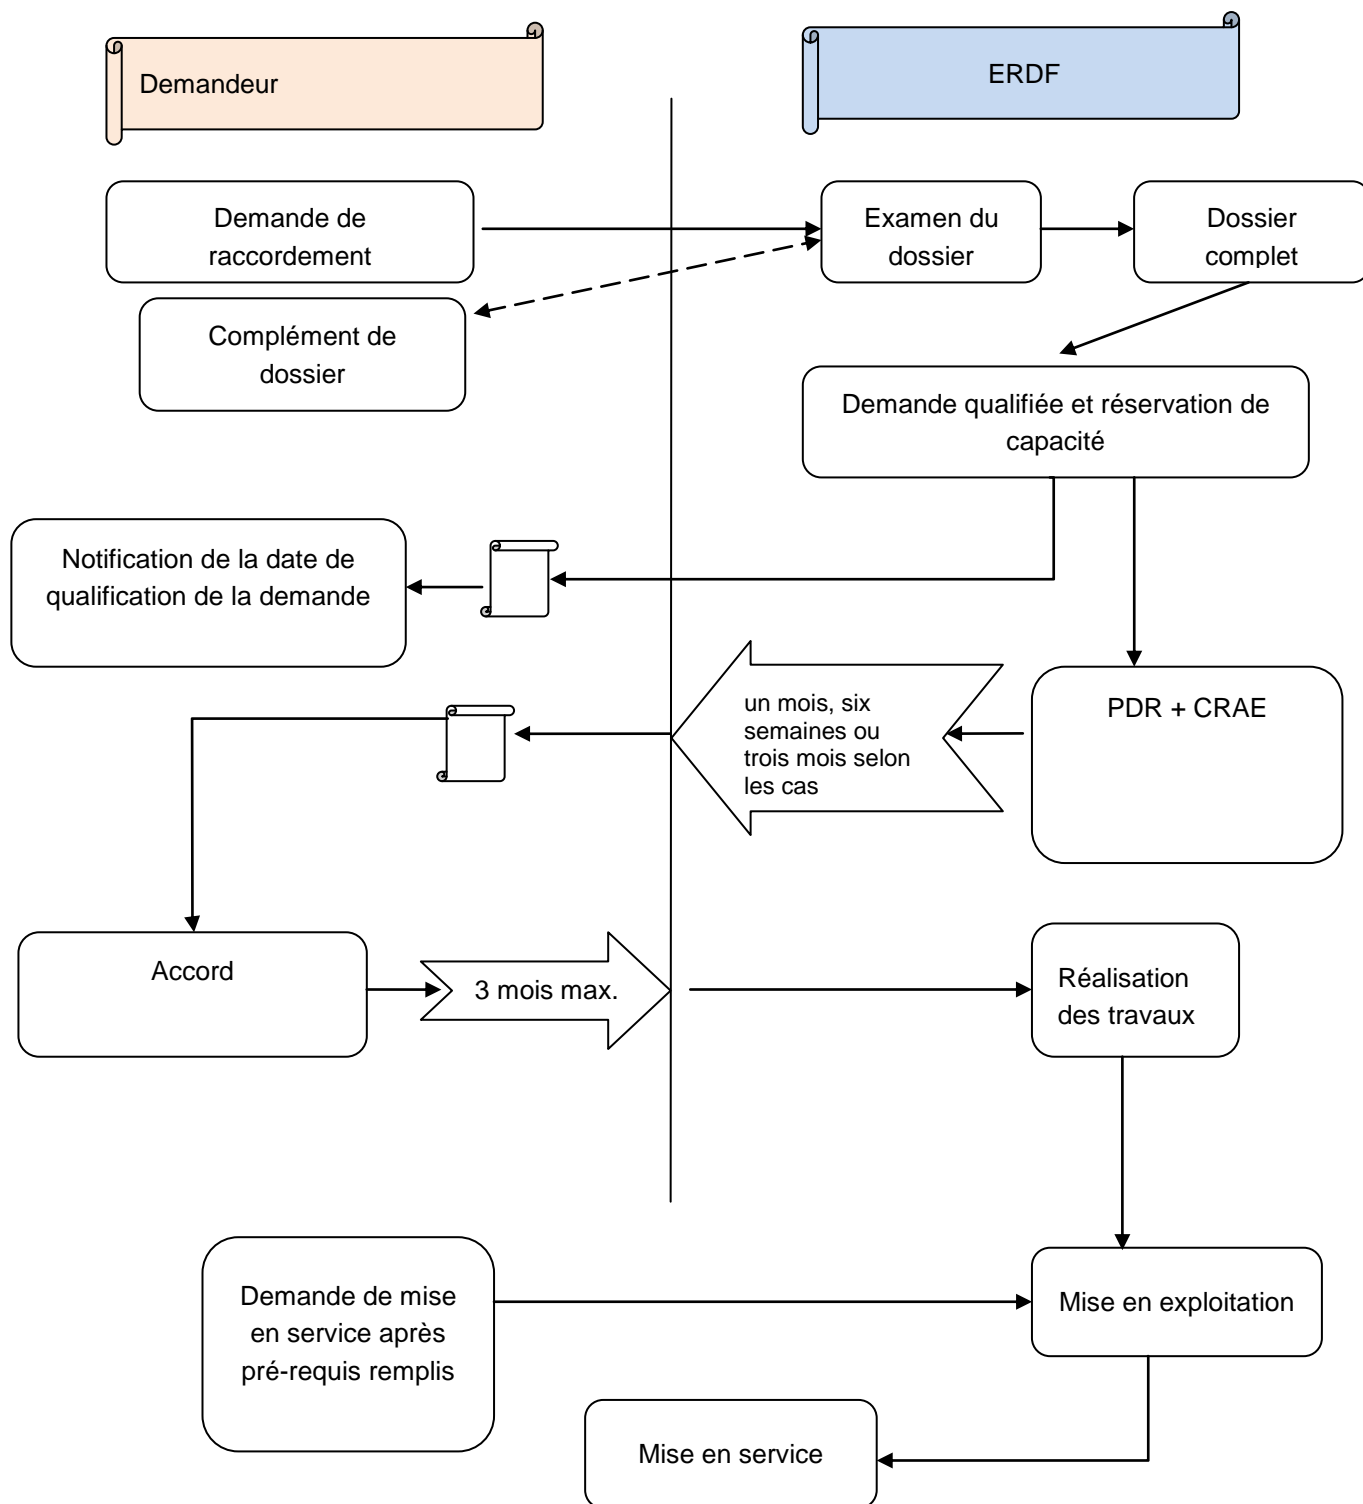 Demandeur
ERDF
Demande de
raccordement
Examen du
dossier
Dossier
complet
Complément de
dossier
Demande qualifiée et réservation de
capacité
Notification de la date de
qualification de la demande
un mois, six
semaines ou
trois mois selon
les cas
PDR + CRAE
Accord
3 mois max.
Réalisation
des travaux
Demande de mise
en service après
pré-requis remplis
Mise en exploitation
Mise en service